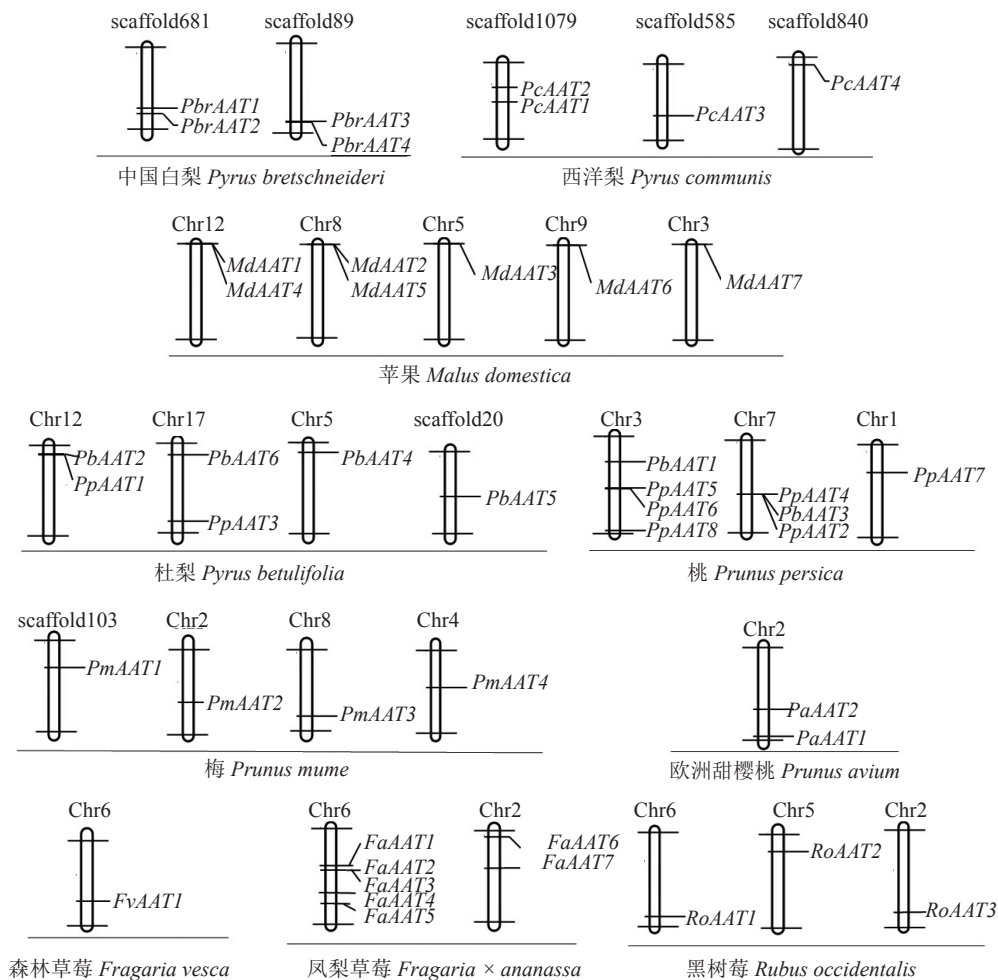 scaffold681 scaffold89 scaffold1079 scaffold585 scaffold840
PbrAAT1
PbrAAT2
PbrAAT3
PbrAAT4
PcAAT2
PcAAT1
PcAAT3
PcAAT4
中国白梨 Pyrus bretschneideri
西洋梨 Pyrus communis
Chr12 Chr8 Chr5 Chr9 Chr3
MdAAT1
MdAAT4
MdAAT2
MdAAT5
MdAAT3
MdAAT6
MdAAT7
苹果 Malus domestica
Chr12 Chr17 Chr5 scaffold20
PbAAT2
PpAAT1
PbAAT6
PpAAT3
PbAAT4
PbAAT5
杜梨 Pyrus betulifolia
Chr3 Chr7 Chr1
PbAAT1
PpAAT5
PpAAT6
PpAAT8
PpAAT4
PbAAT3
PpAAT2
PpAAT7
桃 Prunus persica
scaffold103 Chr2 Chr8 Chr4
PmAAT1
PmAAT2
PmAAT3
PmAAT4
梅 Prunus mume
Chr2
PaAAT2
PaAAT1
欧洲甜樱桃 Prunus avium
Chr6
FvAAT1
森林草莓 Fragaria vesca
Chr6 Chr2
FaAAT1
FaAAT2
FaAAT3
FaAAT4
FaAAT5
FaAAT6
FaAAT7
凤梨草莓 Fragaria × ananassa
Chr6 Chr5 Chr2
RoAAT1
RoAAT2
RoAAT3
黑树莓 Rubus occidentalis